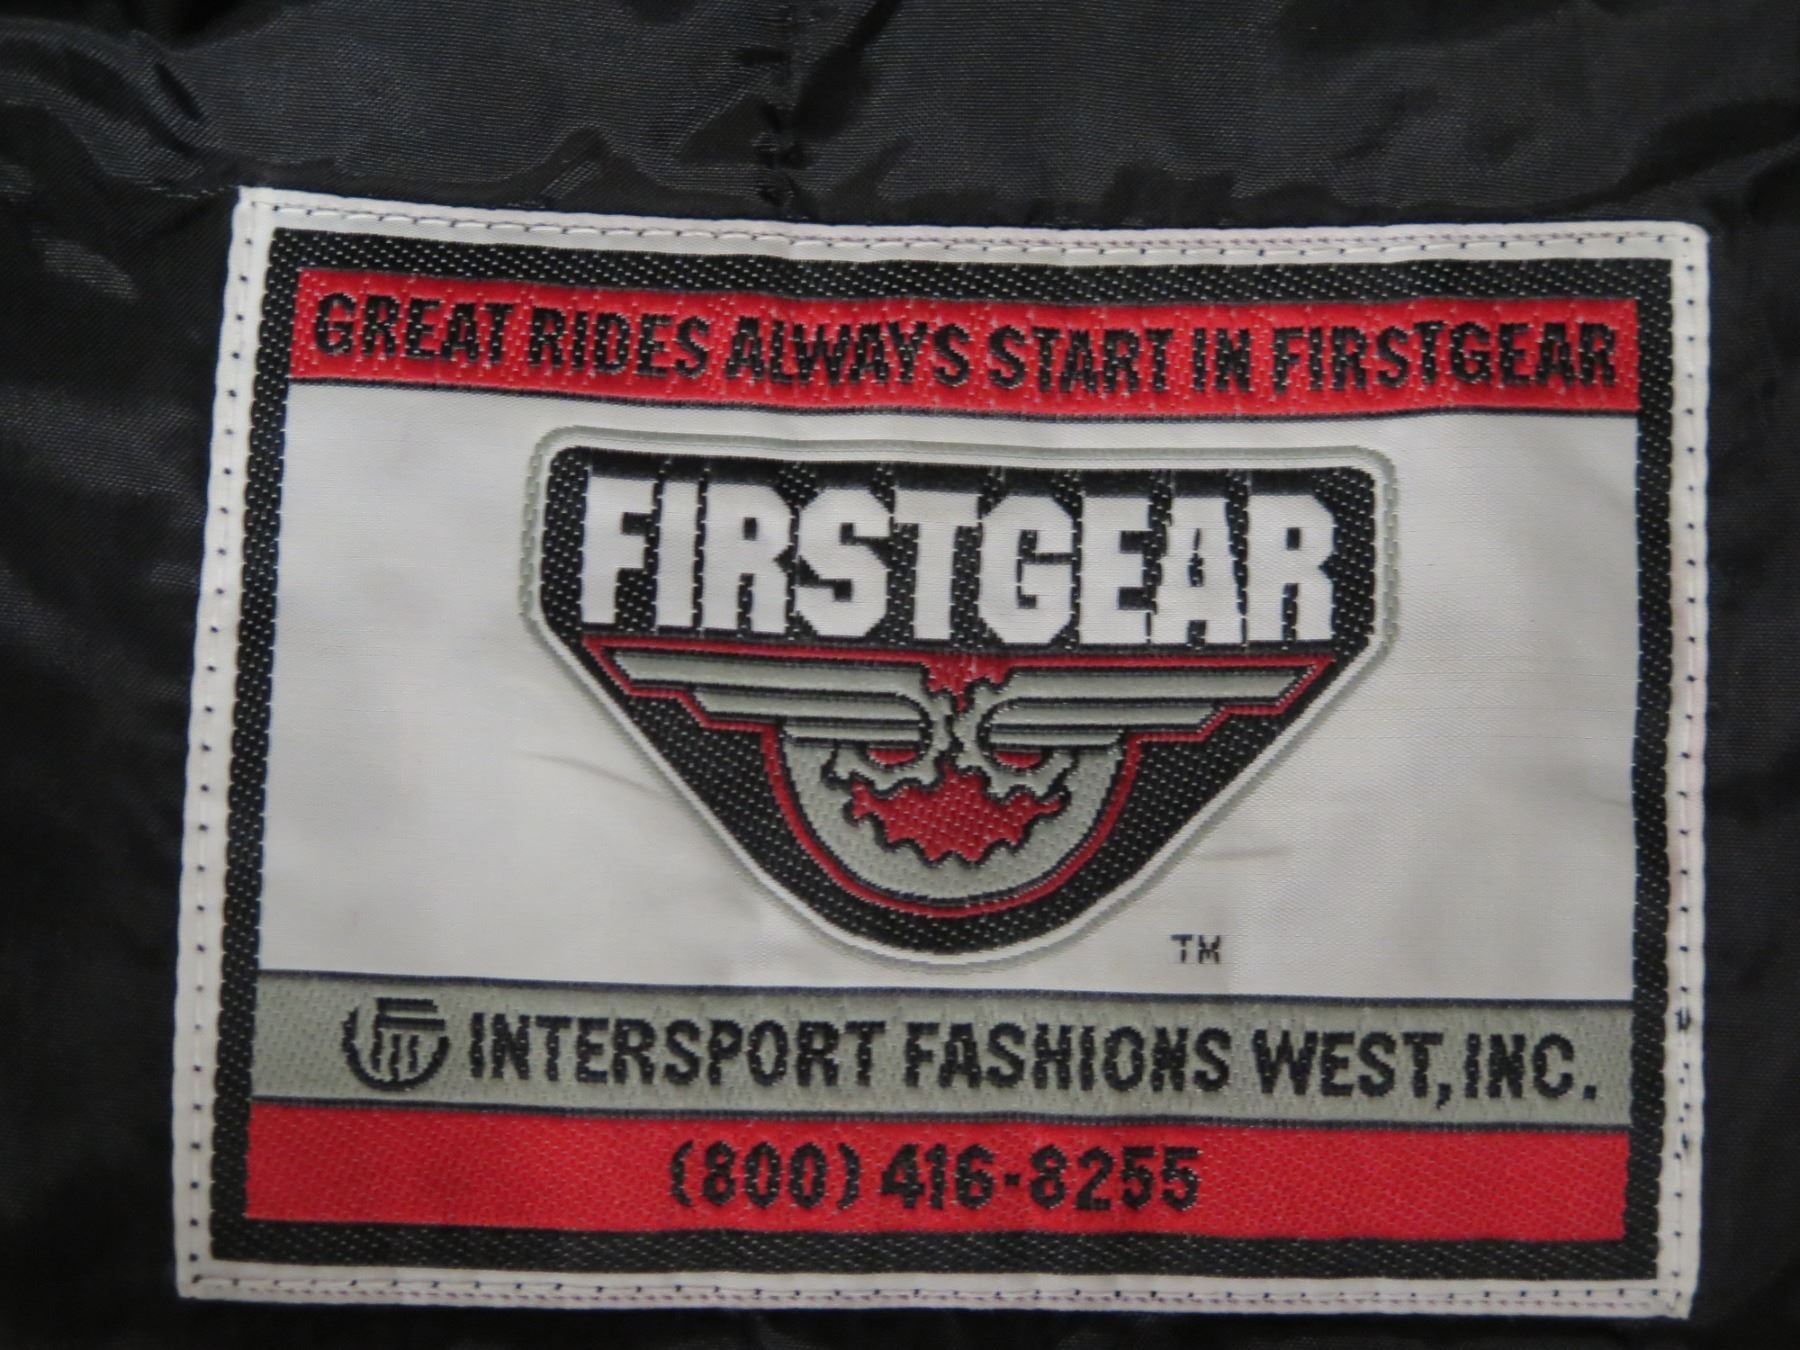 GREAT RIDES ALWAYS START IN FIRSTGEAR
FIRSTGEAR
TM
INTERSPORT FASHIONS WEST, INC.
(800) 416-8255